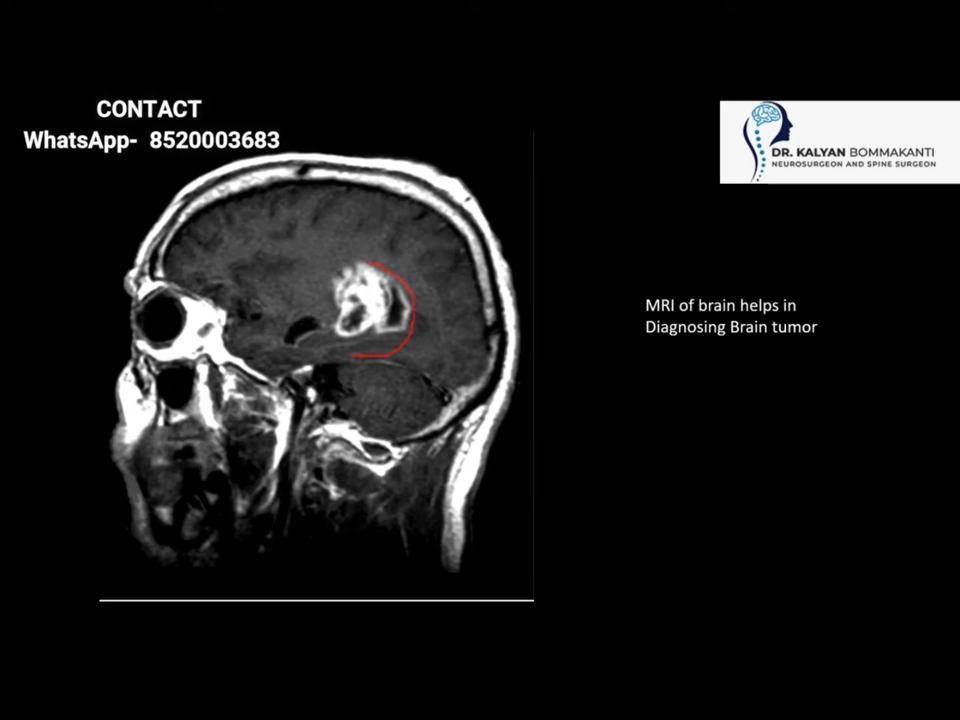 CONTACT
WhatsApp- 8520003683
DR. KALYAN BOMMAKANTI
NEUROSURGEON AND SPINE SURGEON
MRI of brain helps in
Diagnosing Brain tumor